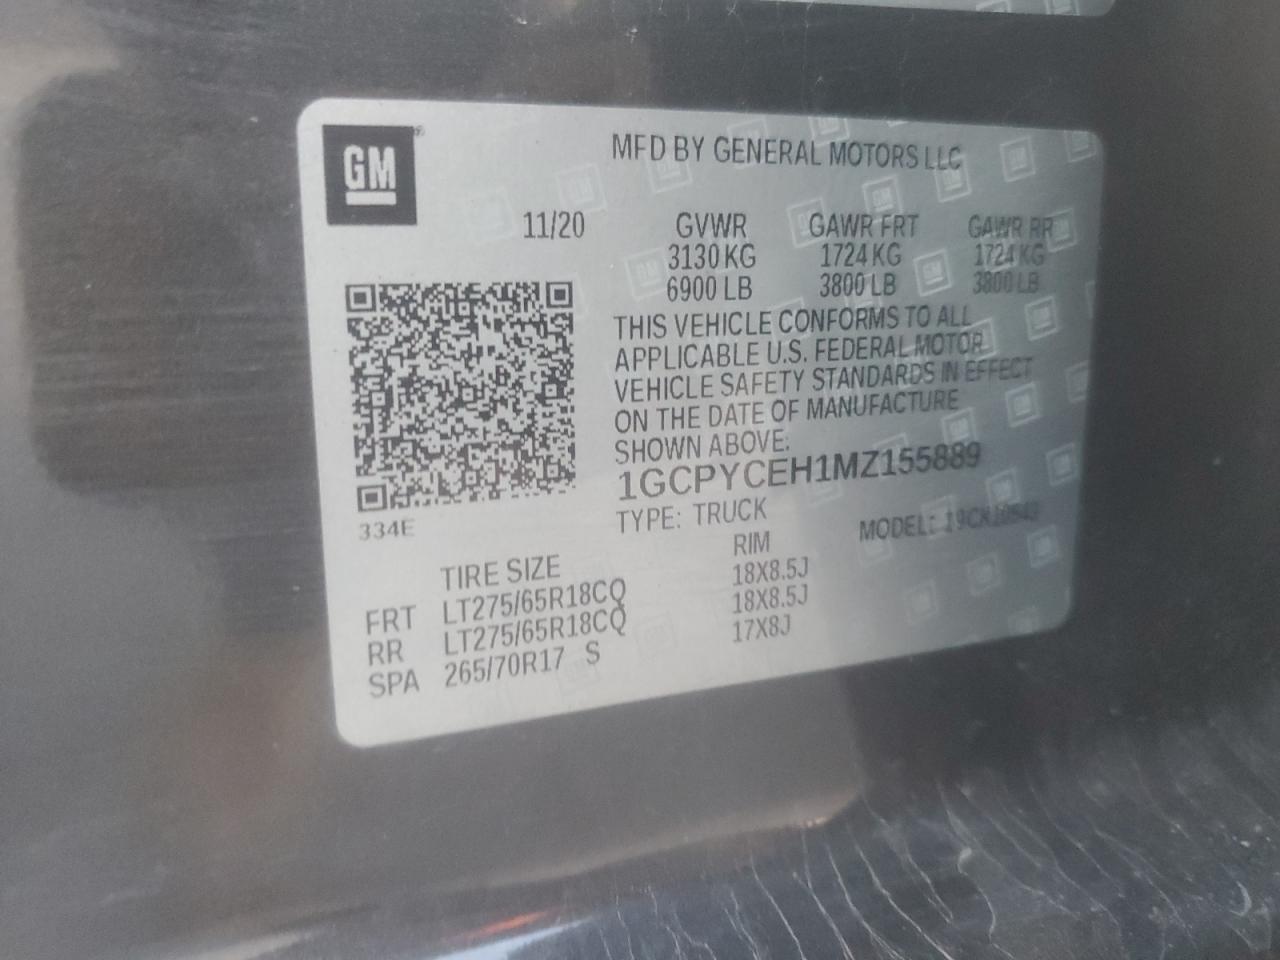 GM
MFD BY GENERAL MOTORS LLC
11/20 GVWR GAWR FRT GAWR RR
3130 KG 1724 KG 1724 KG
6900 LB 3800 LB 3800 LB
THIS VEHICLE CONFORMS TO ALL
APPLICABLE U.S. FEDERAL MOTOR
VEHICLE SAFETY STANDARDS IN EFFECT
ON THE DATE OF MANUFACTURE
SHOWN ABOVE:
1GCPYCEH1MZ155889
334E
TYPE: TRUCK MODEL:
TIRE SIZE RIM
FRT LT275/65R18CQ 18X8.5J
RR LT275/65R18CQ 18X8.5J
SPA 265/70R17 S 17X8J